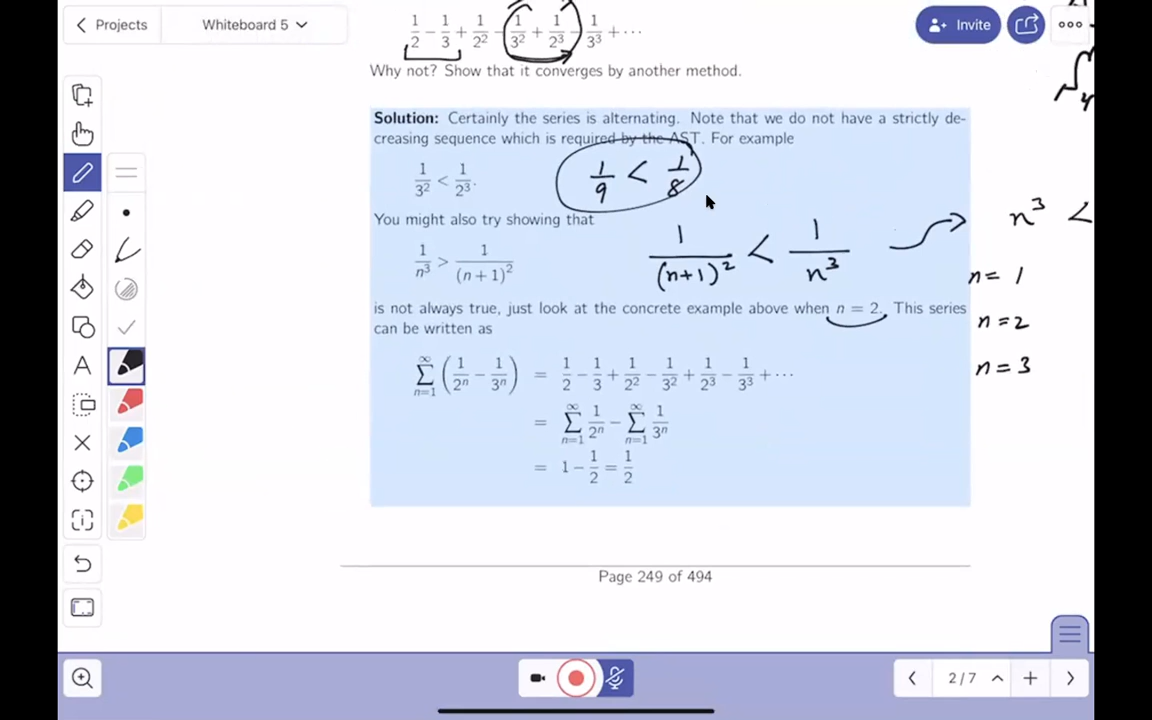 Projects
Whiteboard 5
Invite
1/2 − 1/3 + 1/2² − 1/3² + 1/2³ − 1/3³ + ⋯
Why not? Show that it converges by another method.
Solution: Certainly the series is alternating. Note that we do not have a strictly de-
creasing sequence which is required by the AST. For example
1/3² < 1/2³.
1/9 < 1/8
You might also try showing that
1/n³ > 1/(n + 1)²
1/(n+1)² < 1/n³
n³ <
n = 1
is not always true, just look at the concrete example above when n = 2. This series
can be written as
n = 2
n = 3
∑_{n=1}^{∞} (1/2ⁿ − 1/3ⁿ) = 1/2 − 1/3 + 1/2² − 1/3² + 1/2³ − 1/3³ + ⋯
= ∑_{n=1}^{∞} 1/2ⁿ − ∑_{n=1}^{∞} 1/3ⁿ
= 1 − 1/2 = 1/2
Page 249 of 494
A
2/7